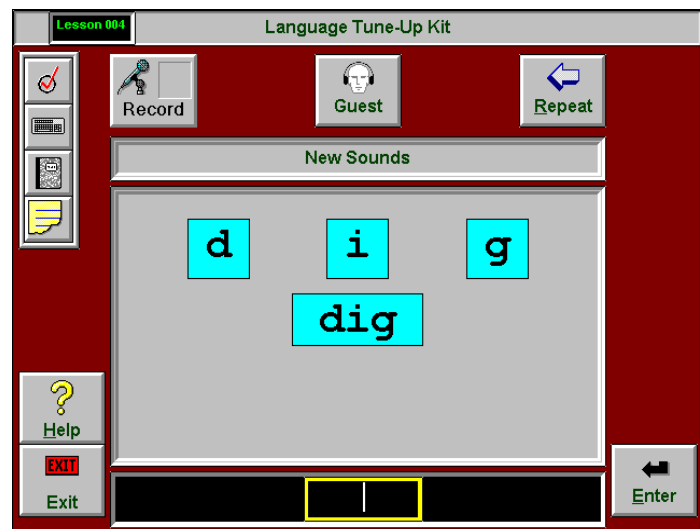 Lesson 004
Language Tune-Up Kit
Record
Guest
Repeat
New Sounds
d i g
dig
Help
EXIT
Exit
Enter